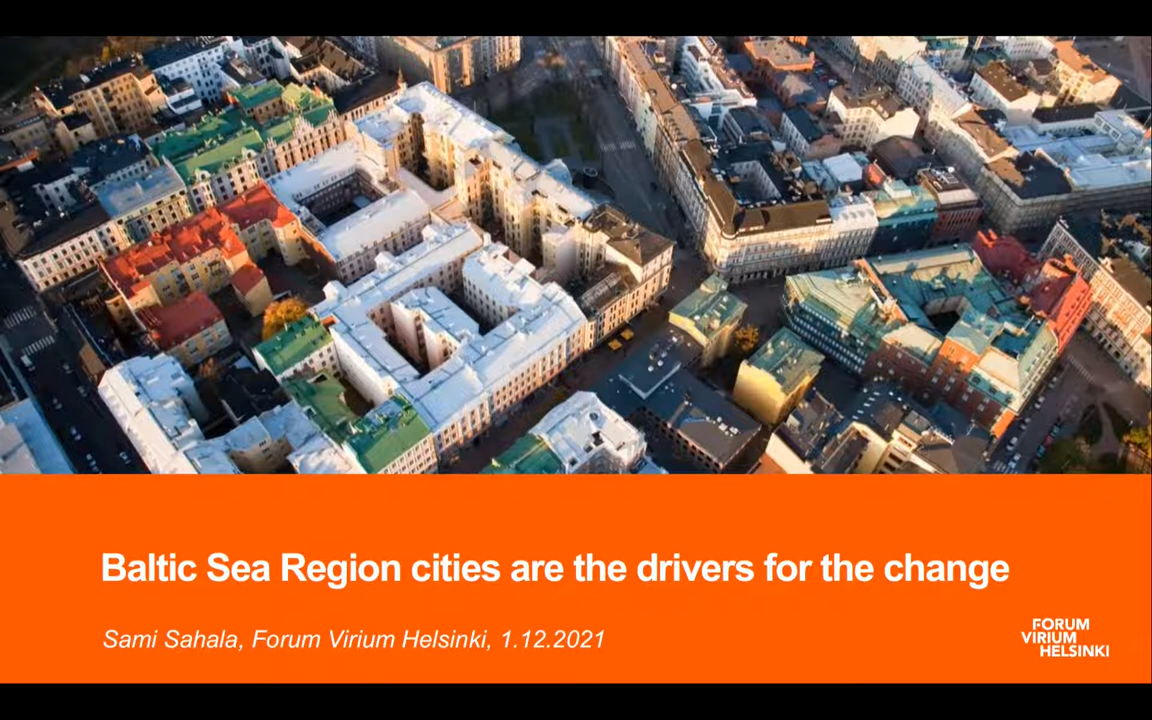 Baltic Sea Region cities are the drivers for the change
Sami Sahala, Forum Virium Helsinki, 1.12.2021
FORUM
VIRIUM
HELSINKI